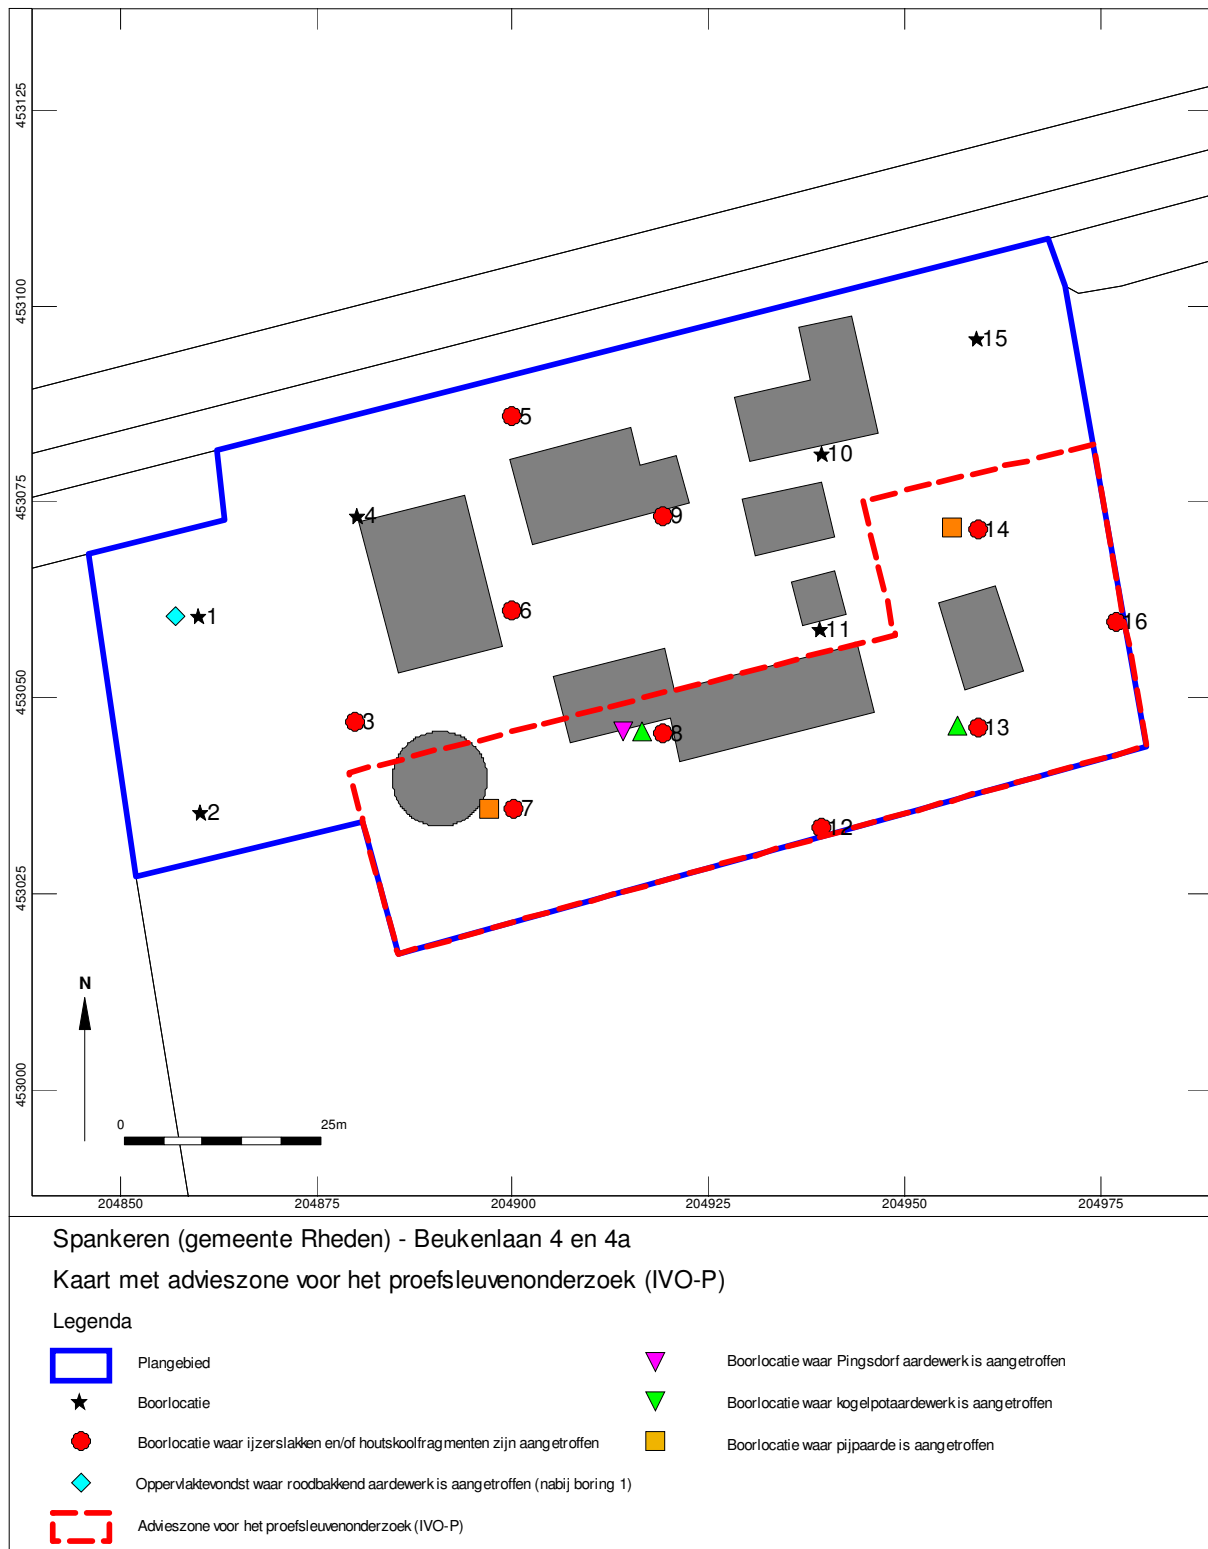 453125
453100
453075
453050
453025
453000
15
5
10
4
9
14
1
6
11
16
3
8
13
2
7
12
N
0
25m
204850
204875
204900
204925
204950
204975
Spankeren (gemeente Rheden) - Beukenlaan 4 en 4a
Kaart met advieszone voor het proefsleuvenonderzoek (IVO-P)
Legenda
Plangebied
Boorlocatie
Boorlocatie waar ijzerslakken en/of houtskoolfragmenten zijn aangetroffen
Oppervlaktevondst waar roodbakkend aardewerk is aangetroffen (nabij boring 1)
Advieszone voor het proefsleuvenonderzoek (IVO-P)
Boorlocatie waar Pingsdorf aardewerk is aangetroffen
Boorlocatie waar kogelpotaardewerk is aangetroffen
Boorlocatie waar pijpaarde is aangetroffen